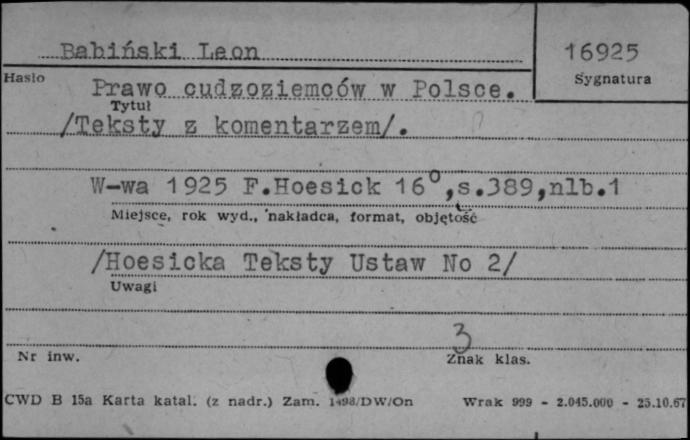 Babiński Leon
16925
Hasło
Sygnatura
Prawo cudzoziemców w Polsce.
Tytuł
/Teksty z komentarzem/.
W-wa 1925 F.Hoesick 16°,s.389,nlb.1
Miejsce, rok wyd., nakładca, format, objętość
/Hoesicka Teksty Ustaw No 2/
Uwagi
3
Nr inw.
Znak klas.
CWD B 15a Karta katal. (z nadr.) Zam. 1498/DW/On Wrak 999 - 2.045.000 - 25.10.67